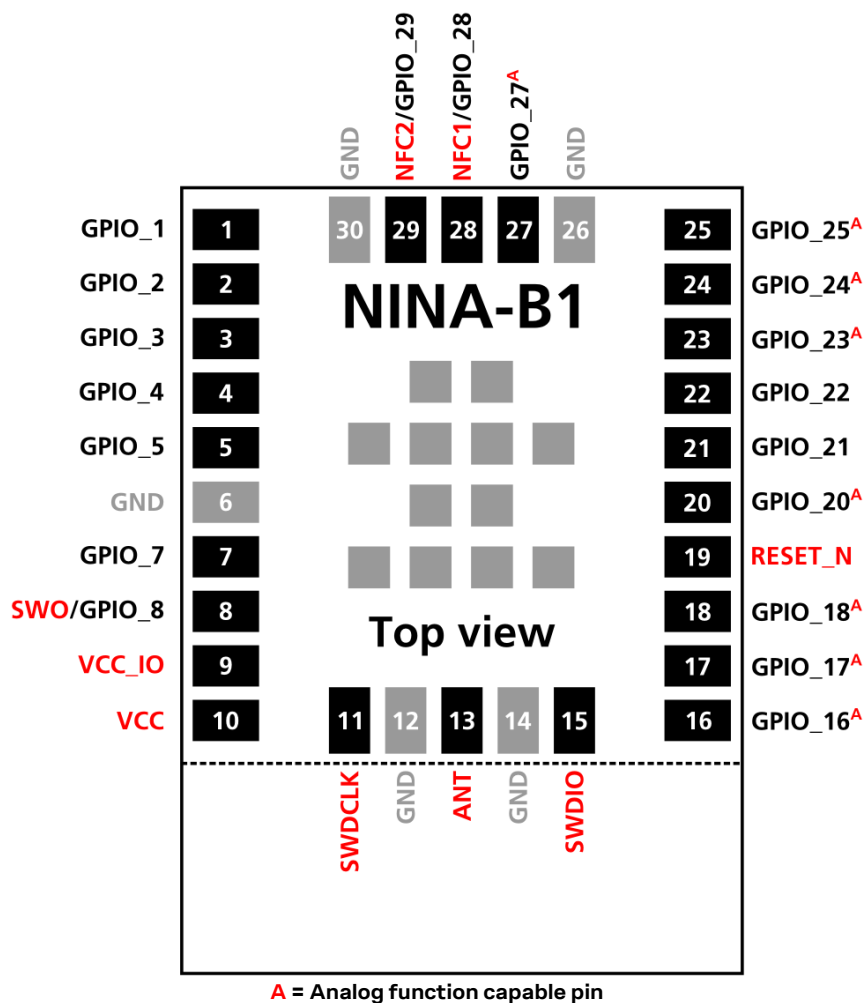 GND
NFC2/GPIO_29
NFC1/GPIO_28
GPIO_27A
GND
30 29 28 27 26
GPIO_1 1 25 GPIO_25A
GPIO_2 2 24 GPIO_24A
NINA-B1
GPIO_3 3 23 GPIO_23A
GPIO_4 4 22 GPIO_22
GPIO_5 5 21 GPIO_21
GND 6 20 GPIO_20A
GPIO_7 7 19 RESET_N
SWO/GPIO_8 8 18 GPIO_18A
Top view
VCC_IO 9 17 GPIO_17A
VCC 10 11 12 13 14 15 16 GPIO_16A
SWDCLK
GND
ANT
GND
SWDIO
A = Analog function capable pin